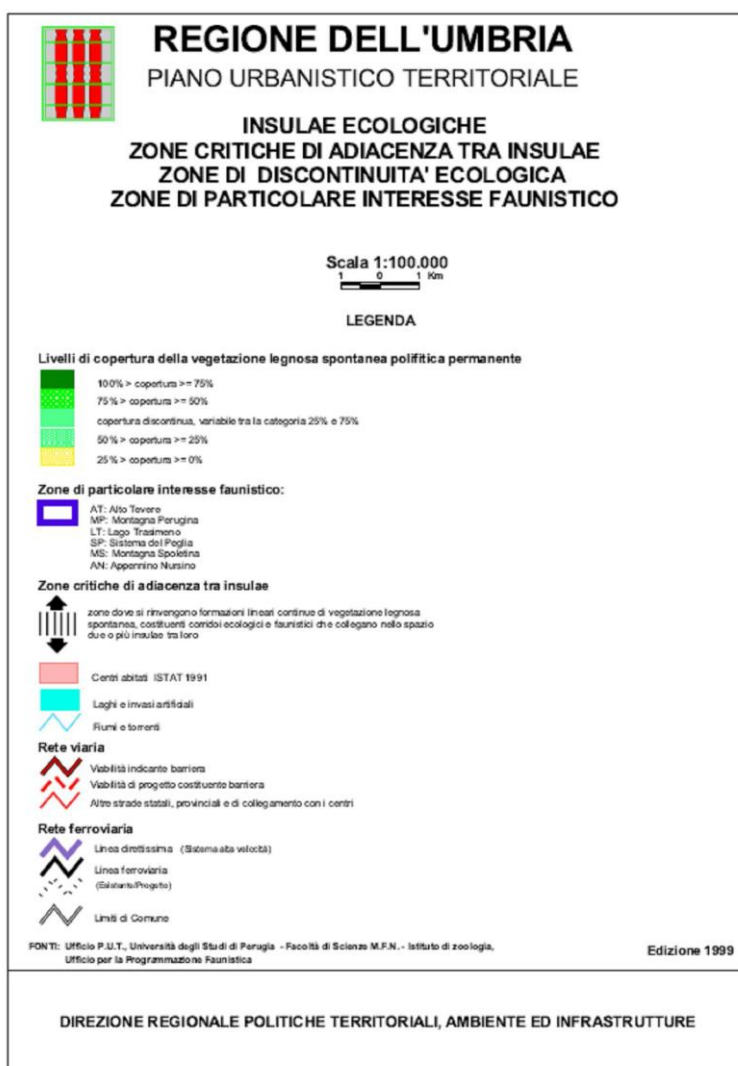 REGIONE DELL'UMBRIA
PIANO URBANISTICO TERRITORIALE
INSULAE ECOLOGICHE
ZONE CRITICHE DI ADIACENZA TRA INSULAE
ZONE DI DISCONTINUITA' ECOLOGICA
ZONE DI PARTICOLARE INTERESSE FAUNISTICO
Scala 1:100.000
1 0 1 Km
LEGENDA
Livelli di copertura della vegetazione legnosa spontanea polifitica permanente
100% > copertura >= 75%
75% > copertura >= 50%
copertura discontinua, variabile tra la categoria 25% e 75%
50% > copertura >= 25%
25% > copertura >= 0%
Zone di particolare interesse faunistico:
AT: Alto Tevere
MP: Montagna Perugina
LT: Lago Trasimeno
SP: Sistema del Peglia
MS: Montagna Spoletina
AN: Appennino Nursino
Zone critiche di adiacenza tra insulae
zone dove si rinvengono formazioni lineari continue di vegetazione legnosa
spontanea, costituenti corridoi ecologici e faunistici che collegano nello spazio
due o più insulae tra loro
Centri abitati ISTAT 1991
Laghi e invasi artificiali
Fiumi e torrenti
Rete viaria
Viabilità indicante barriera
Viabilità di progetto costituente barriera
Altre strade statali, provinciali e di collegamento con i centri
Rete ferroviaria
Linea direttissima (Sistema alta velocità)
Linea ferroviaria
(Esistente/Progetto)
Limiti di Comune
FONTI: Ufficio P.U.T., Università degli Studi di Perugia - Facoltà di Scienze M.F.N. - Istituto di zoologia,
Ufficio per la Programmazione Faunistica
Edizione 1999
DIREZIONE REGIONALE POLITICHE TERRITORIALI, AMBIENTE ED INFRASTRUTTURE